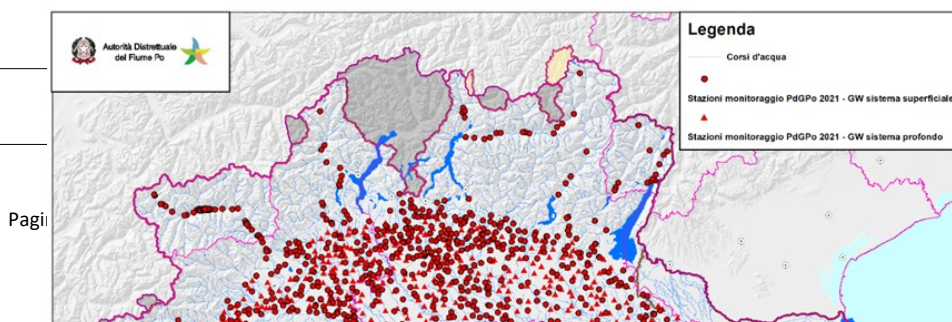 Autorità Distrettuale
del Fiume Po
Legenda
Corsi d'acqua
Stazioni monitoraggio PdGPo 2021 - GW sistema superficiale
Stazioni monitoraggio PdGPo 2021 - GW sistema profondo